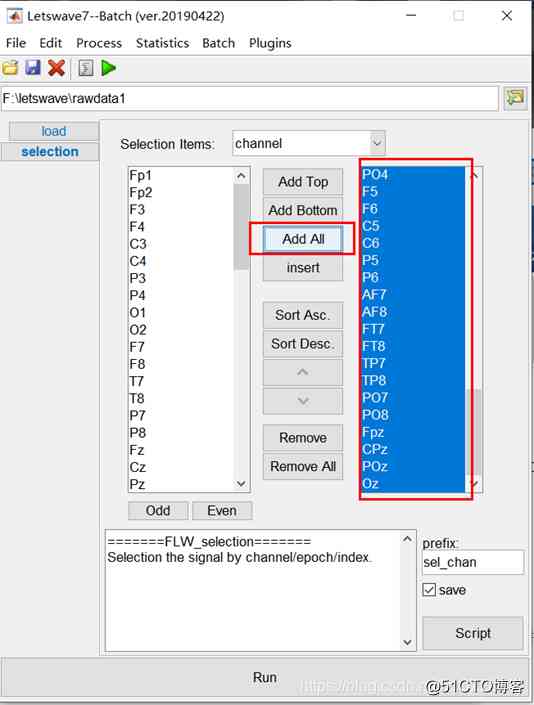 Letswave7--Batch (ver.20190422)
File Edit Process Statistics Batch Plugins
F:\letswave\rawdata1
load
selection
Selection Items: channel
Fp1
Fp2
F3
F4
C3
C4
P3
P4
O1
O2
F7
F8
T7
T8
P7
P8
Fz
Cz
Pz
Add Top
Add Bottom
Add All
insert
Sort Asc.
Sort Desc.
Remove
Remove All
PO4
F5
F6
C5
C6
P5
P6
AF7
AF8
FT7
FT8
TP7
TP8
PO7
PO8
Fpz
CPz
POz
Oz
Odd Even
=======FLW_selection=======
Selection the signal by channel/epoch/index.
prefix:
sel_chan
save
Script
Run
@51CTO博客